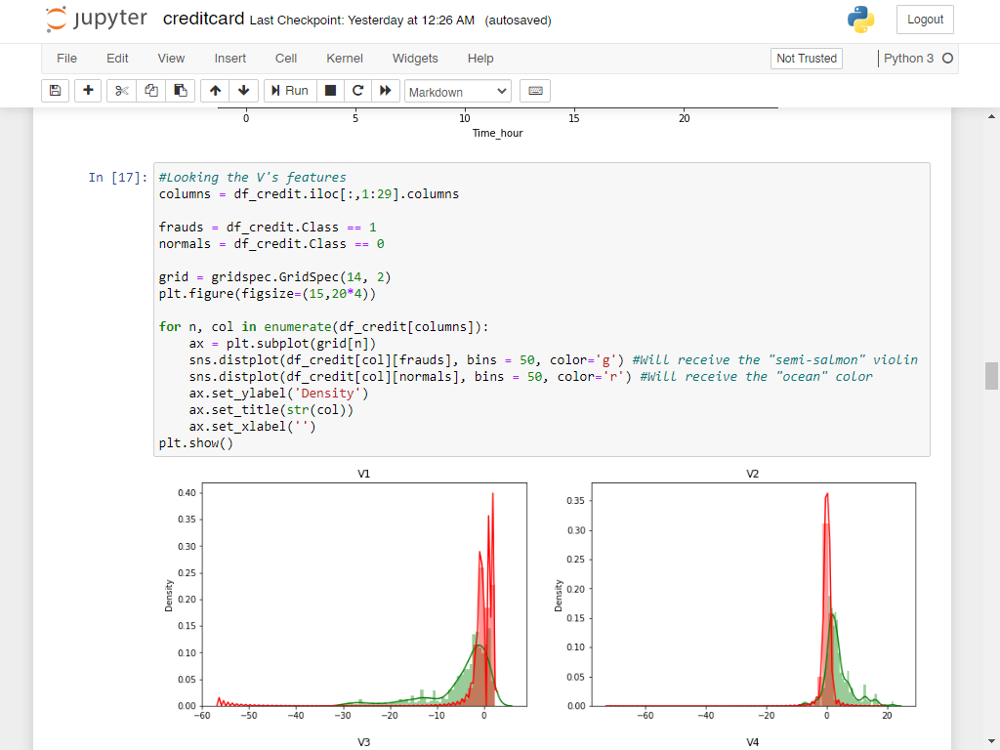 jupyter creditcard Last Checkpoint: Yesterday at 12:26 AM (autosaved)
Logout
File Edit View Insert Cell Kernel Widgets Help
Not Trusted
Python 3
Run
Markdown
0 5 10 15 20
Time_hour
In [17]:
#Looking the V's features
columns = df_credit.iloc[:,1:29].columns
frauds = df_credit.Class == 1
normals = df_credit.Class == 0
grid = gridspec.GridSpec(14, 2)
plt.figure(figsize=(15,20*4))
for n, col in enumerate(df_credit[columns]):
    ax = plt.subplot(grid[n])
    sns.distplot(df_credit[col][frauds], bins = 50, color='g') #Will receive the "semi-salmon" violin
    sns.distplot(df_credit[col][normals], bins = 50, color='r') #Will receive the "ocean" color
    ax.set_ylabel('Density')
    ax.set_title(str(col))
    ax.set_xlabel('')
plt.show()
V1
0.40
0.35
0.30
0.25
0.20
0.15
0.10
0.05
0.00
Density
−60 −50 −40 −30 −20 −10 0
V2
0.35
0.30
0.25
0.20
0.15
0.10
0.05
0.00
Density
−60 −40 −20 0 20
V3
V4